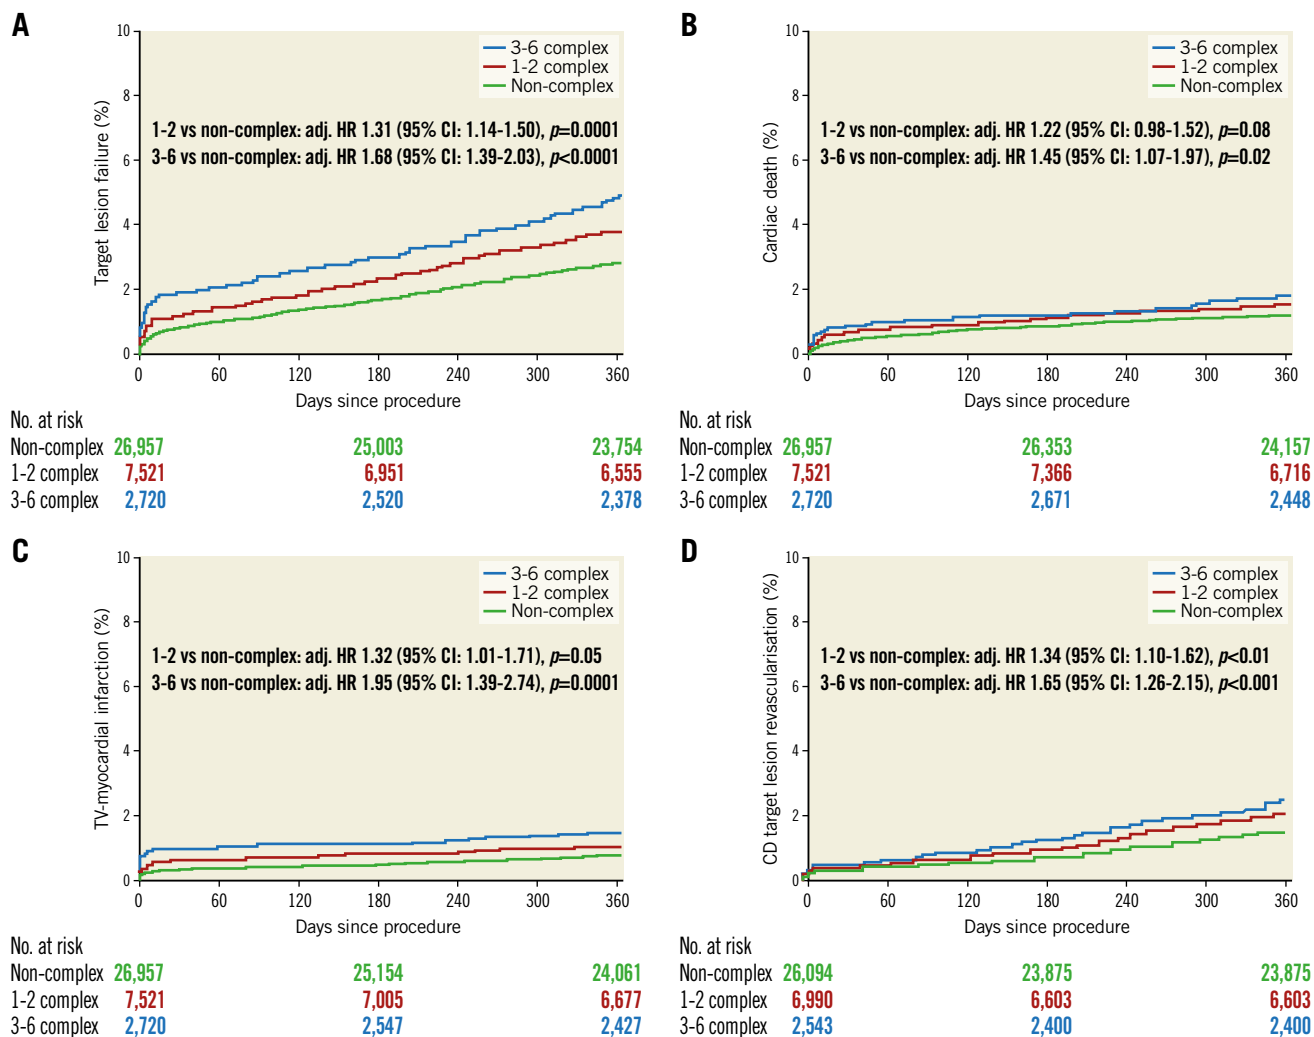 A
10
8
6
4
2
0
Target lesion failure (%)
3-6 complex
1-2 complex
Non-complex
1-2 vs non-complex: adj. HR 1.31 (95% CI: 1.14-1.50), p=0.0001
3-6 vs non-complex: adj. HR 1.68 (95% CI: 1.39-2.03), p<0.0001
0 60 120 180 240 300 360
Days since procedure
No. at risk
Non-complex 26,957 25,003 23,754
1-2 complex 7,521 6,951 6,555
3-6 complex 2,720 2,520 2,378
B
10
8
6
4
2
0
Cardiac death (%)
3-6 complex
1-2 complex
Non-complex
1-2 vs non-complex: adj. HR 1.22 (95% CI: 0.98-1.52), p=0.08
3-6 vs non-complex: adj. HR 1.45 (95% CI: 1.07-1.97), p=0.02
0 60 120 180 240 300 360
Days since procedure
No. at risk
Non-complex 26,957 26,353 24,157
1-2 complex 7,521 7,366 6,716
3-6 complex 2,720 2,671 2,448
C
10
8
6
4
2
0
TV-myocardial infarction (%)
3-6 complex
1-2 complex
Non-complex
1-2 vs non-complex: adj. HR 1.32 (95% CI: 1.01-1.71), p=0.05
3-6 vs non-complex: adj. HR 1.95 (95% CI: 1.39-2.74), p=0.0001
0 60 120 180 240 300 360
Days since procedure
No. at risk
Non-complex 26,957 25,154 24,061
1-2 complex 7,521 7,005 6,677
3-6 complex 2,720 2,547 2,427
D
10
8
6
4
2
0
CD target lesion revascularisation (%)
3-6 complex
1-2 complex
Non-complex
1-2 vs non-complex: adj. HR 1.34 (95% CI: 1.10-1.62), p<0.01
3-6 vs non-complex: adj. HR 1.65 (95% CI: 1.26-2.15), p<0.001
0 60 120 180 240 300 360
Days since procedure
No. at risk
Non-complex 26,094 23,875 23,875
1-2 complex 6,990 6,603 6,603
3-6 complex 2,543 2,400 2,400